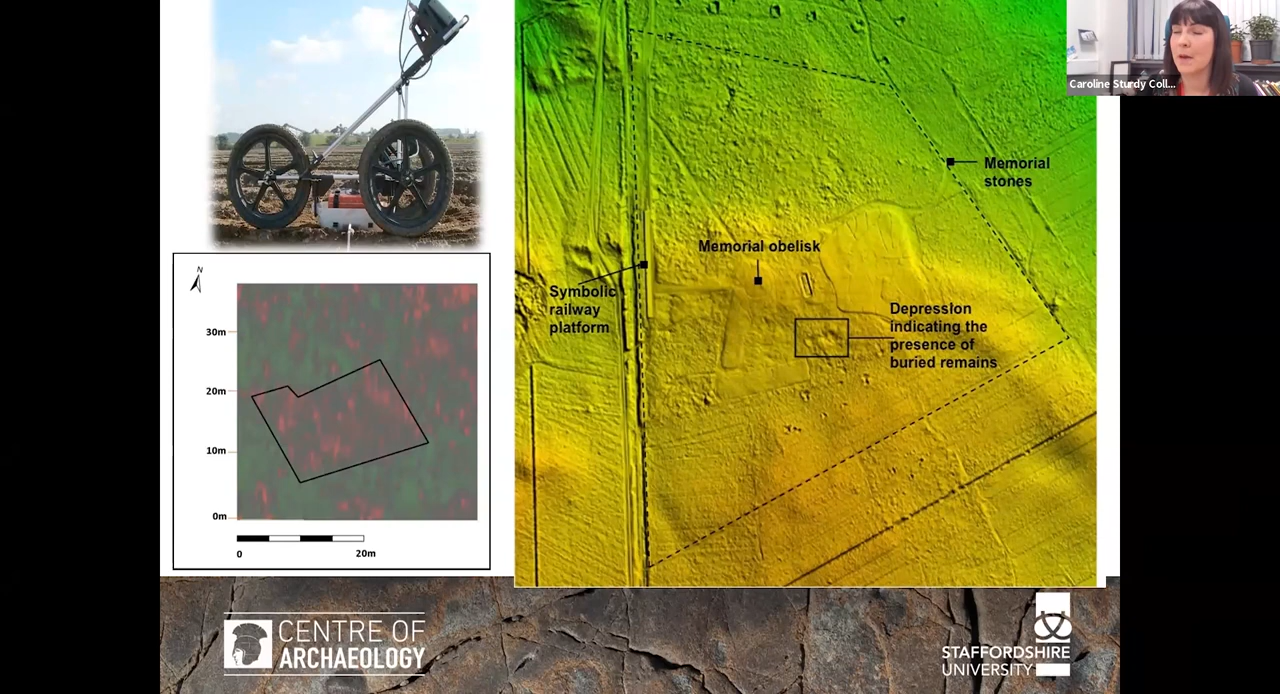 Caroline Sturdy Coll...
Memorial
stones
Memorial obelisk
Symbolic
railway
platform
Depression
indicating the
presence of
buried remains
N
30m
20m
10m
0m
0
20m
CENTRE OF
ARCHAEOLOGY
STAFFORDSHIRE
UNIVERSITY